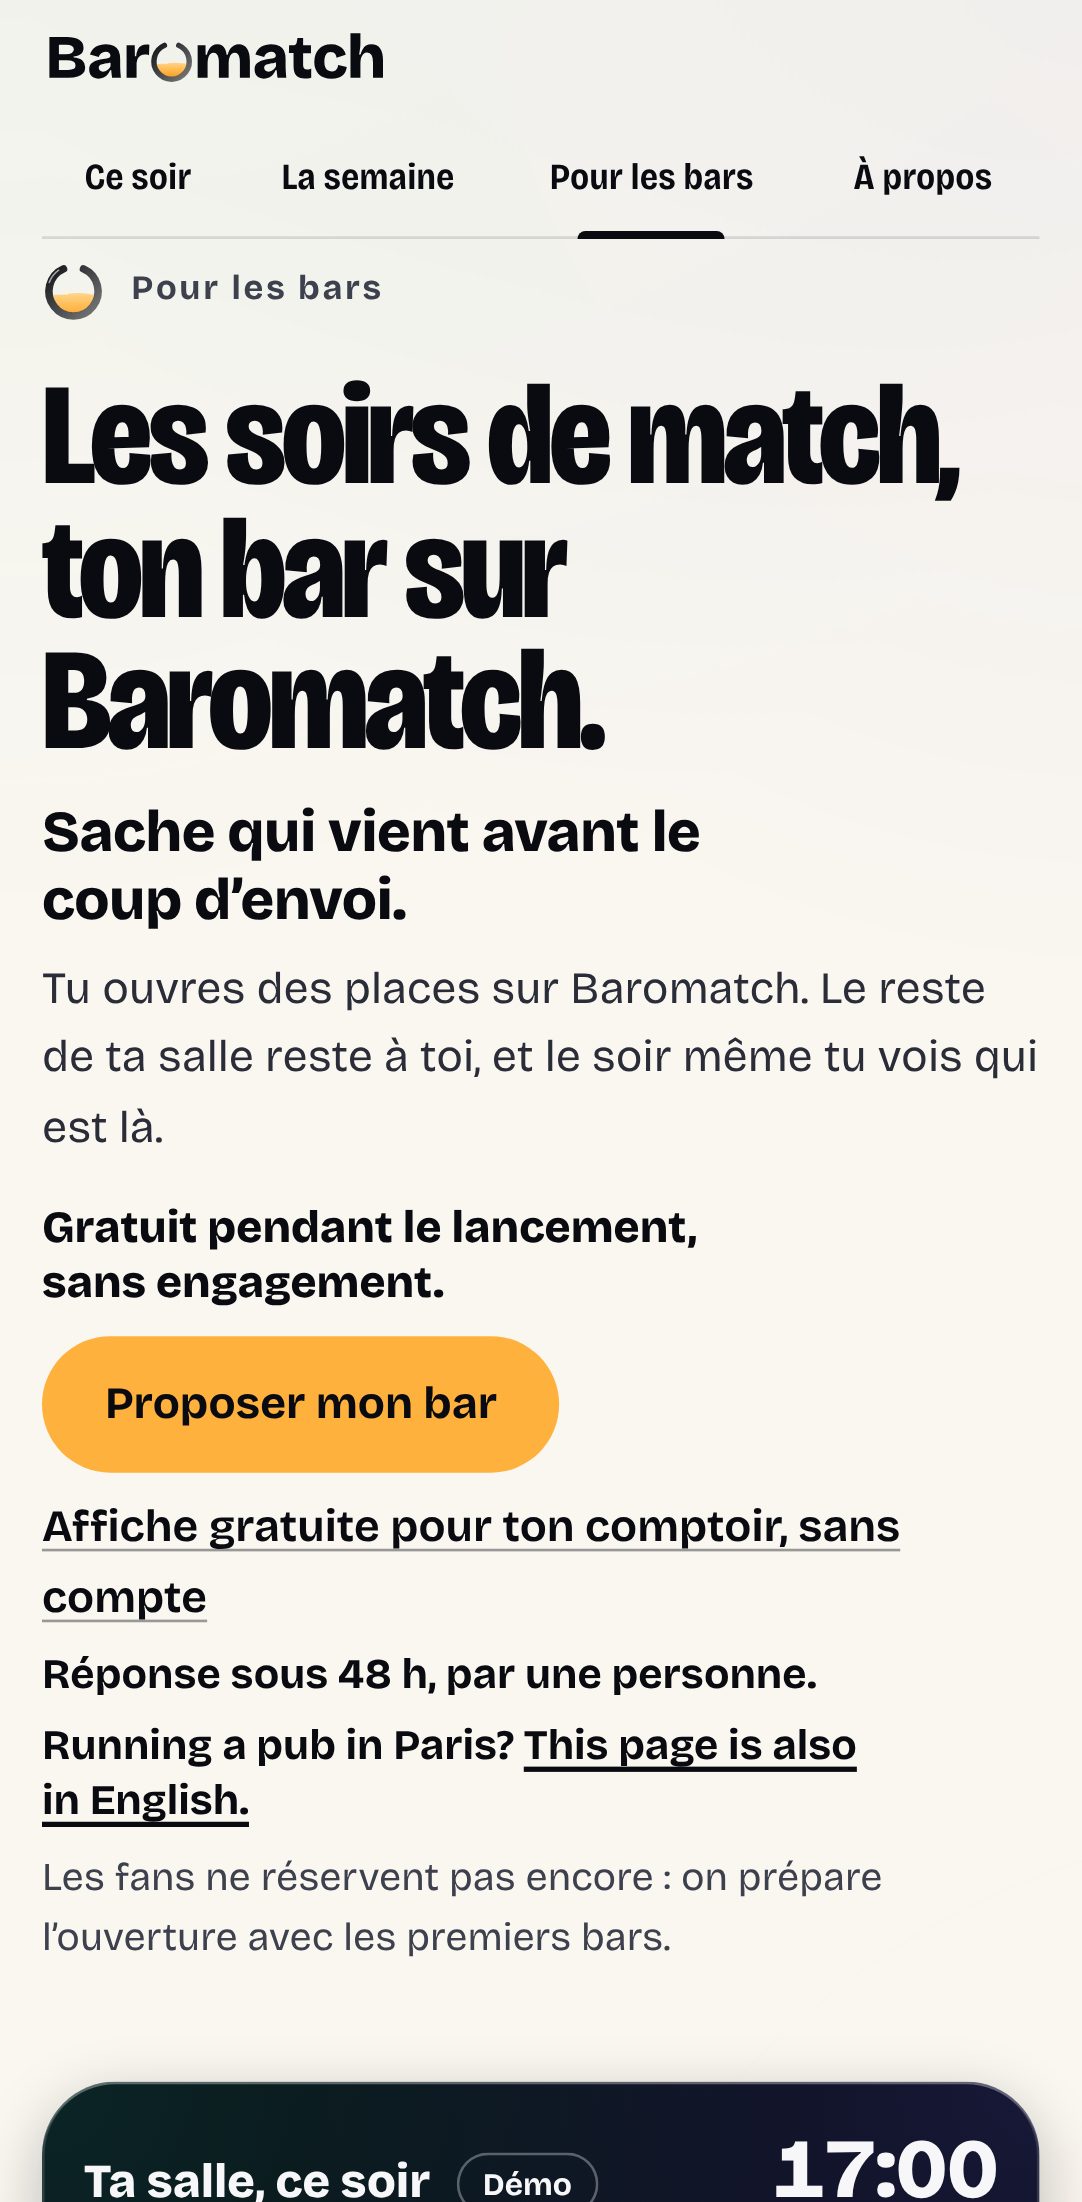 Baromatch
Ce soir La semaine Pour les bars À propos
Pour les bars
Les soirs de match,
ton bar sur
Baromatch.
Sache qui vient avant le
coup d’envoi.
Tu ouvres des places sur Baromatch. Le reste
de ta salle reste à toi, et le soir même tu vois qui
est là.
Gratuit pendant le lancement,
sans engagement.
Proposer mon bar
Affiche gratuite pour ton comptoir, sans
compte
Réponse sous 48 h, par une personne.
Running a pub in Paris? This page is also
in English.
Les fans ne réservent pas encore : on prépare
l’ouverture avec les premiers bars.
Ta salle, ce soir Démo 17:00